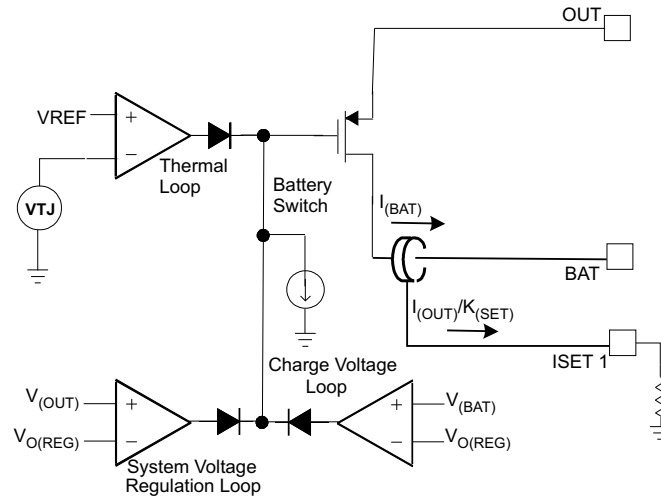 OUT
VREF
+
−
Thermal
Loop
VTJ
Battery
Switch
I(BAT)
BAT
I(OUT)/K(SET)
ISET 1
Charge Voltage
Loop
V(OUT)
+
VO(REG)
−
System Voltage
Regulation Loop
+
V(BAT)
−
VO(REG)